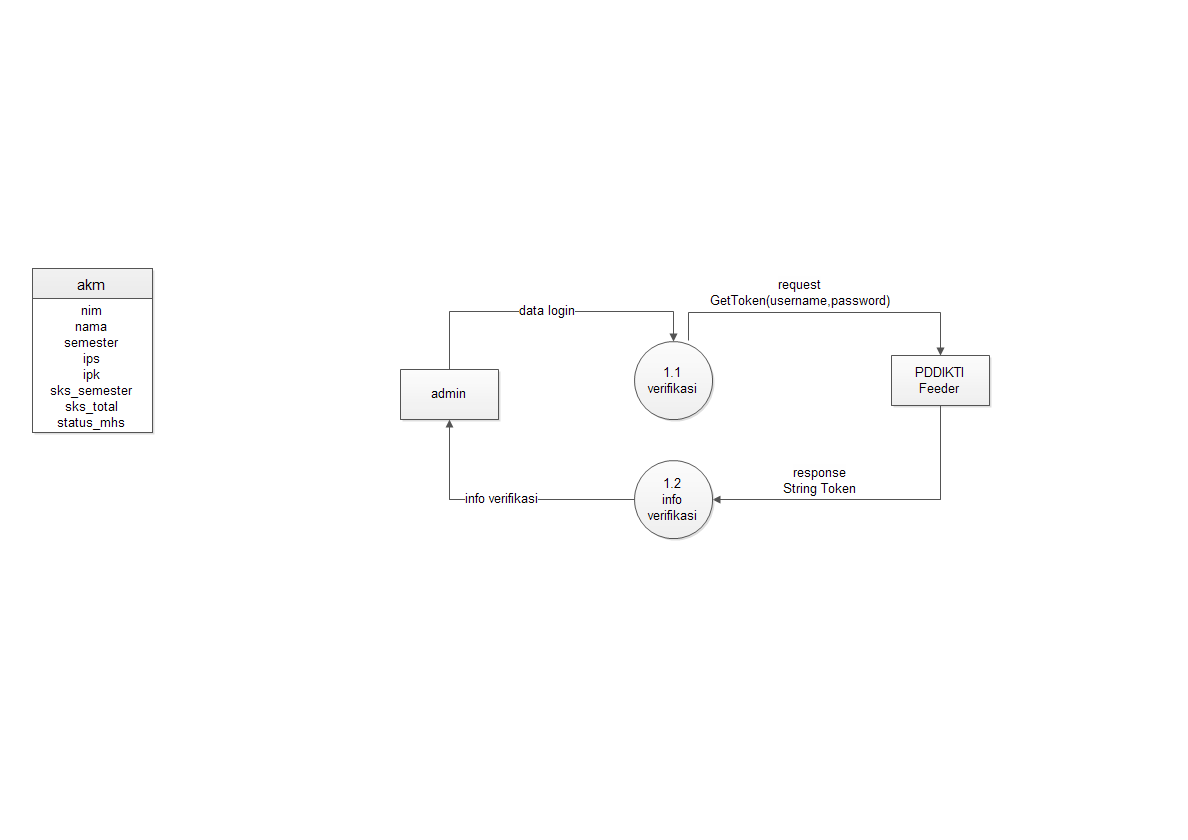 akm
nim
nama
semester
ips
ipk
sks_semester
sks_total
status_mhs
data login
request
GetToken(username,password)
admin
1.1
verifikasi
PDDIKTI
Feeder
info verifikasi
1.2
info
verifikasi
response
String Token